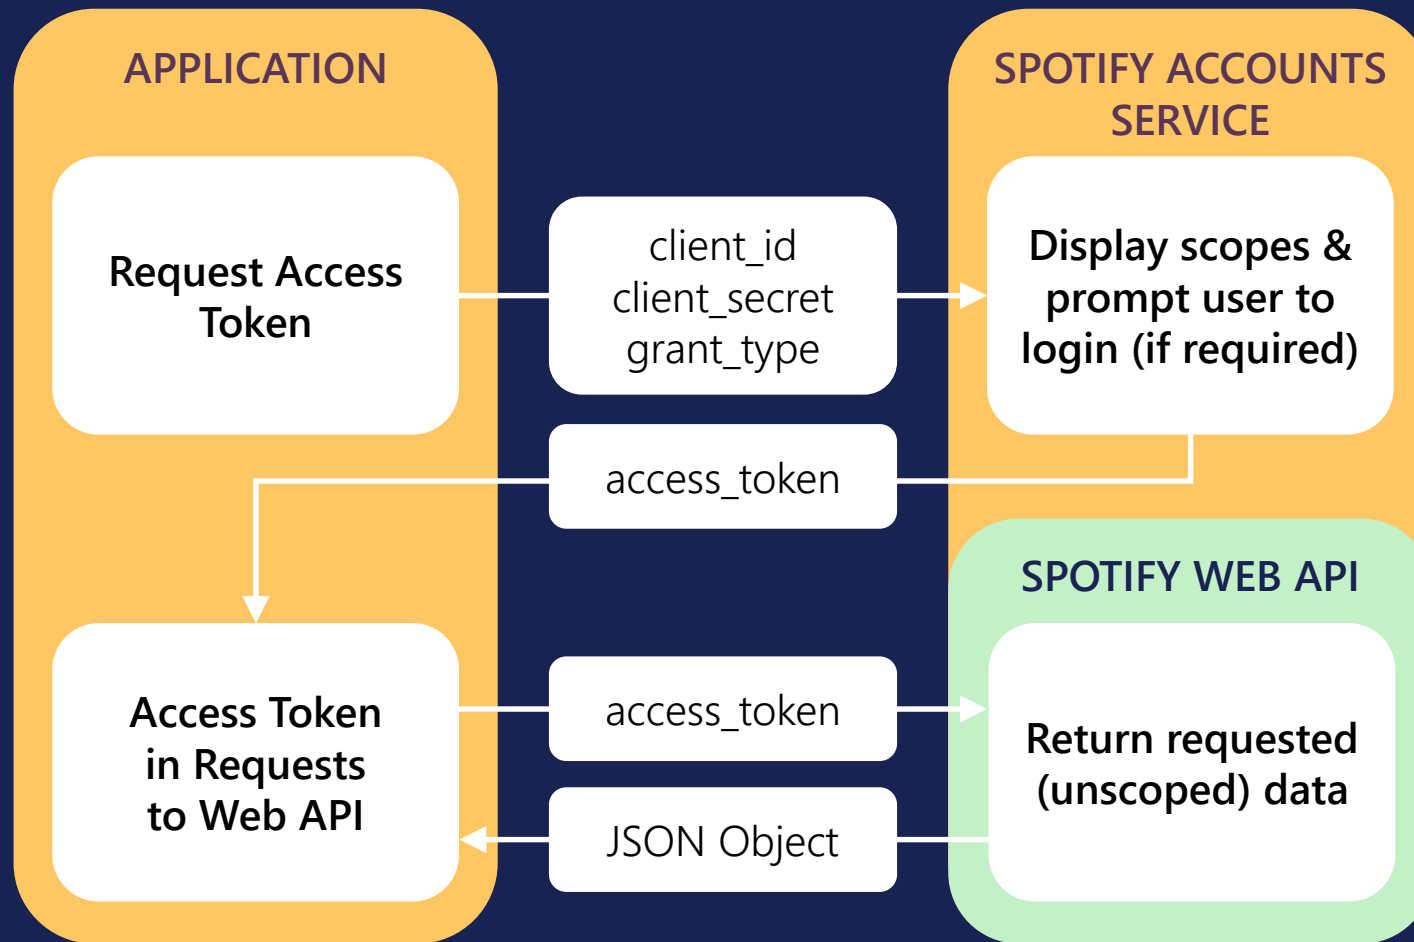 APPLICATION
Request Access
Token
client_id
client_secret
grant_type
SPOTIFY ACCOUNTS
SERVICE
Display scopes &
prompt user to
login (if required)
access_token
Access Token
in Requests
to Web API
access_token
JSON Object
SPOTIFY WEB API
Return requested
(unscoped) data